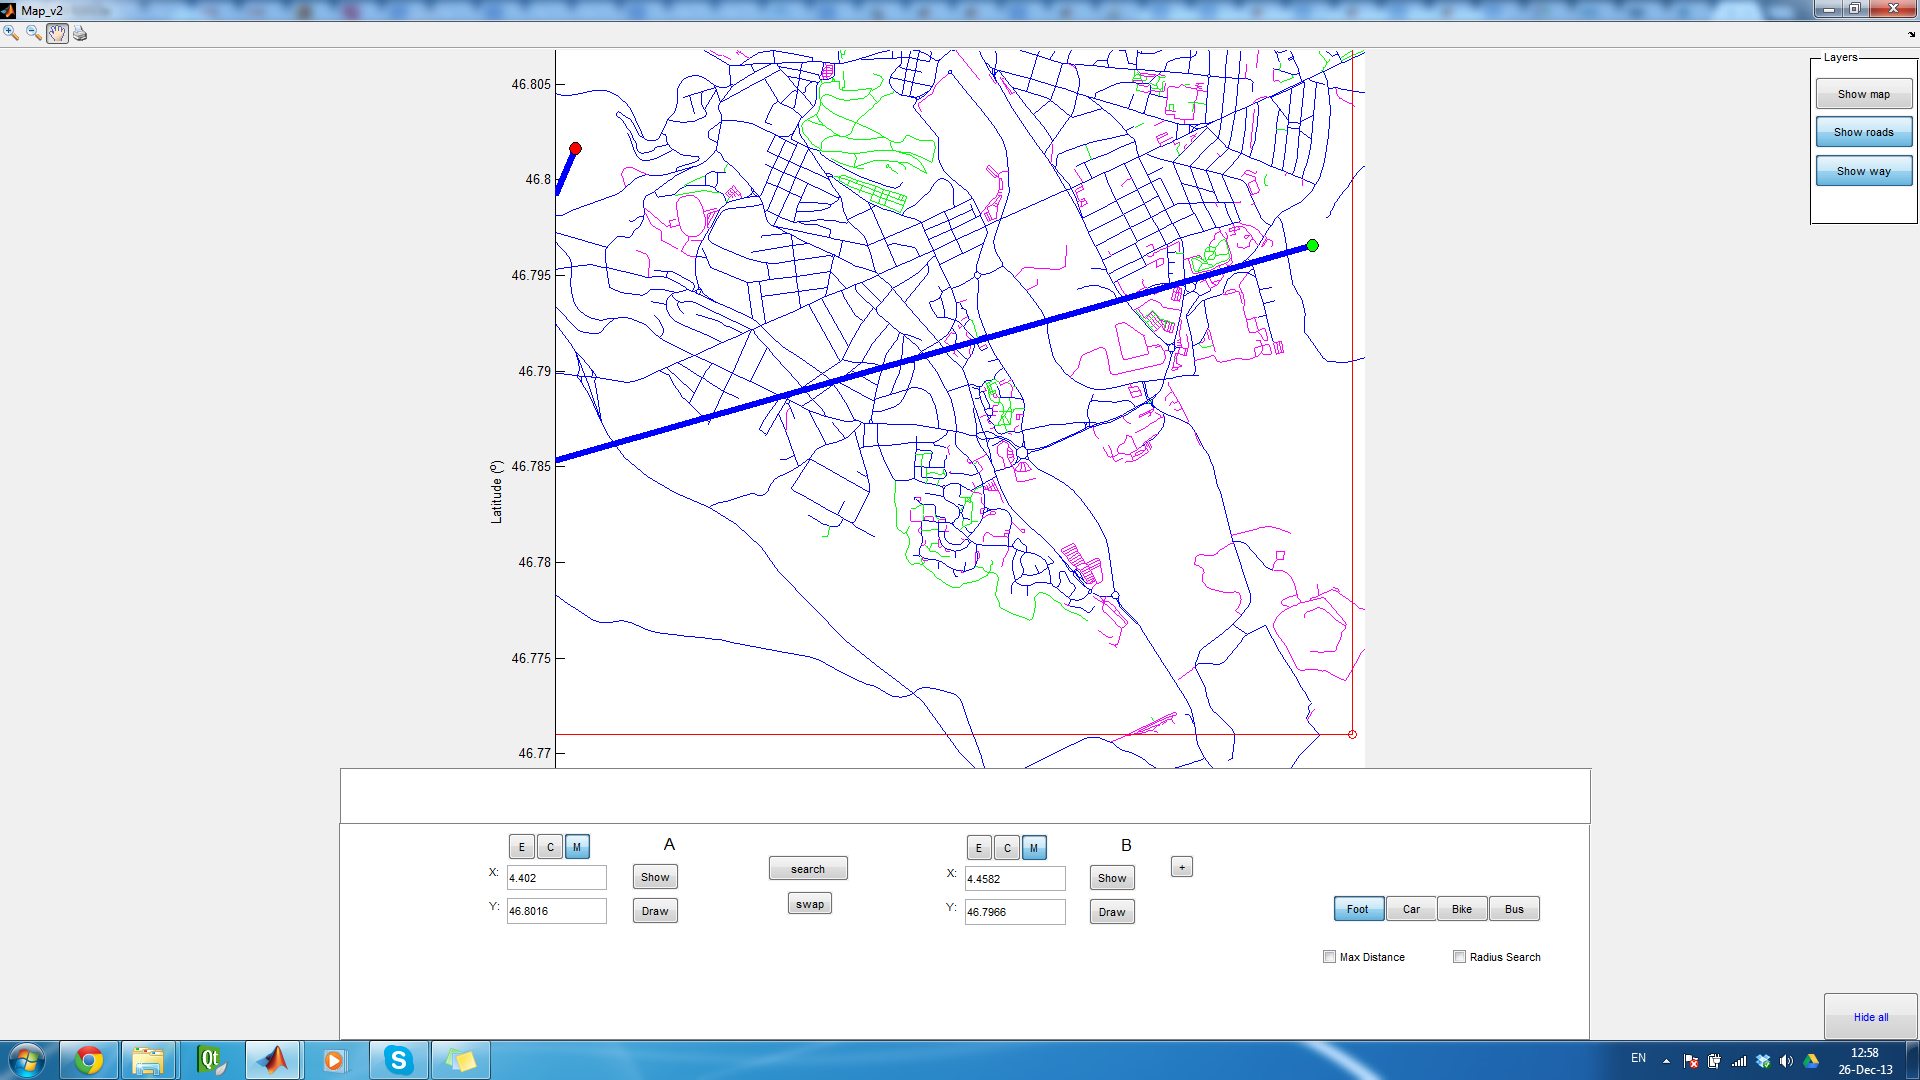 Map_v2
Layers
Show map
Show roads
Show way
46.805
46.8
46.795
46.79
46.785
46.78
46.775
46.77
Latitude (º)
E C M A
X: 4.402 Show
Y: 46.8016 Draw
search
swap
E C M B
X: 4.4582 Show
Y: 46.7966 Draw
+
Foot Car Bike Bus
Max Distance Radius Search
Hide all
Qt
S
EN
12:58
26-Dec-13